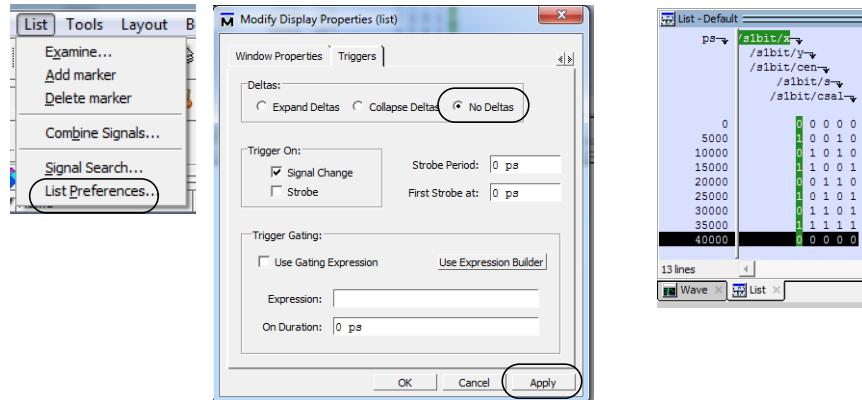 List Tools Layout B
Examine...
Add marker
Delete marker
Combine Signals...
Signal Search...
List Preferences...
Modify Display Properties (list)
Window Properties Triggers
Deltas:
Expand Deltas Collapse Deltas No Deltas
Trigger On:
Signal Change
Strobe
Strobe Period: 0 ps
First Strobe at: 0 ps
Trigger Gating:
Use Gating Expression Use Expression Builder
Expression:
On Duration: 0 ps
OK Cancel Apply
List - Default
ps /s1bit/x
/s1bit/y
/s1bit/cen
/s1bit/s
/s1bit/csal
0 0 0 0 0 0
5000 1 0 0 1 0
10000 0 1 0 1 0
15000 1 1 0 0 1
20000 0 0 1 1 0
25000 1 0 1 0 1
30000 0 1 1 0 1
35000 1 1 1 1 1
40000 0 0 0 0 0
13 lines
Wave List